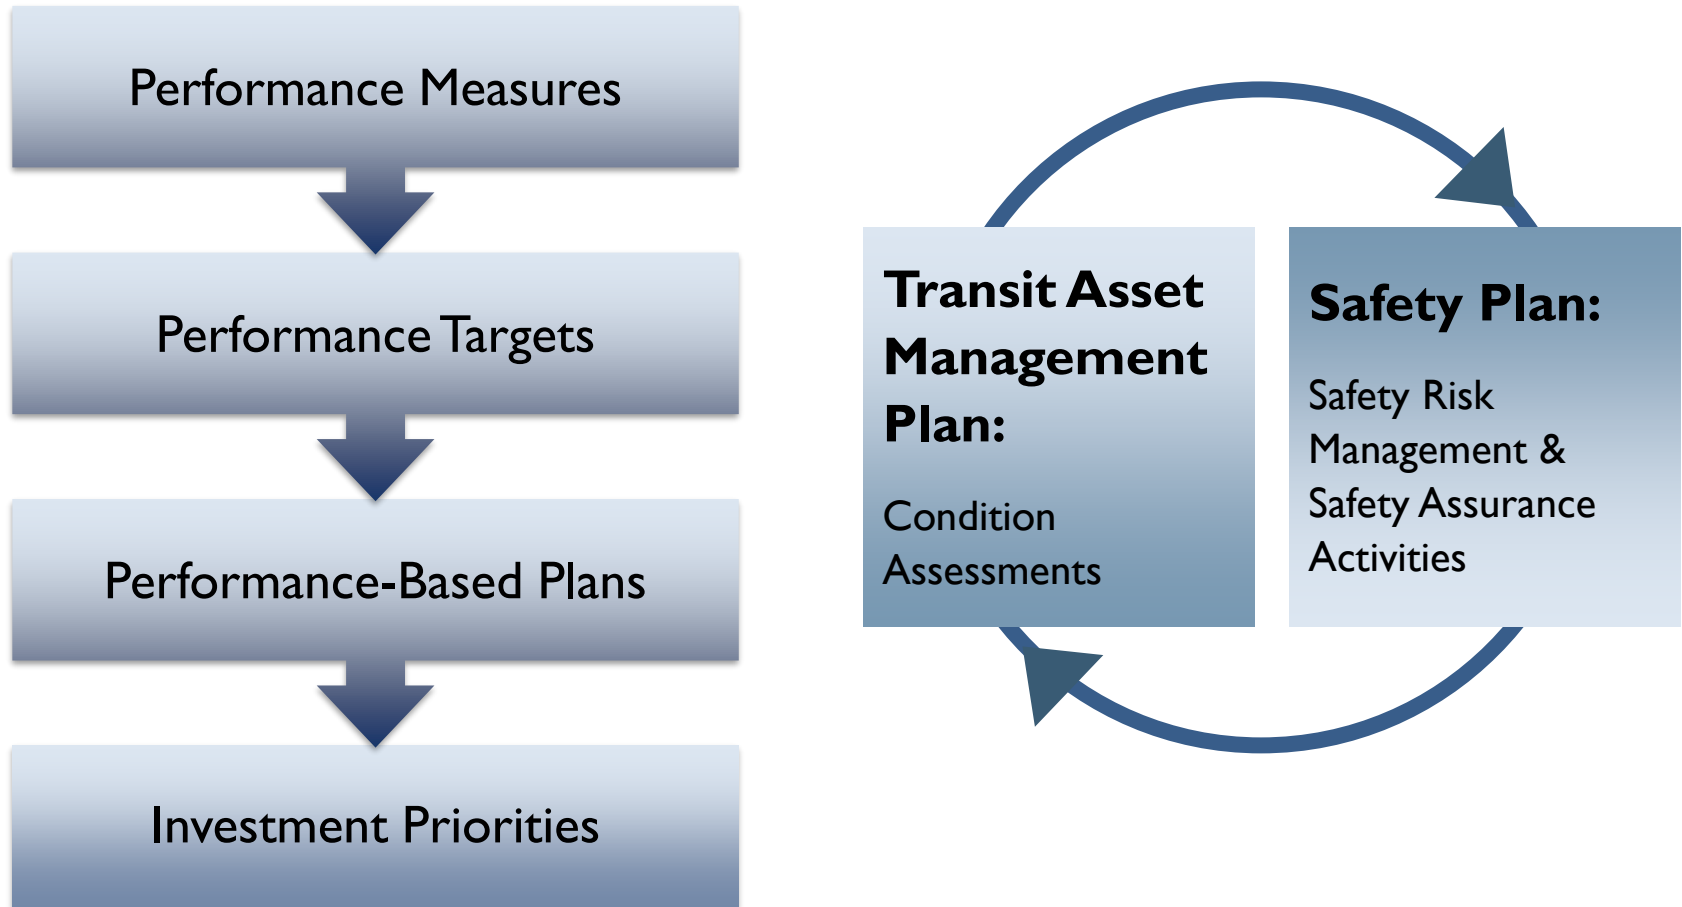 Performance Measures
Performance Targets
Performance-Based Plans
Investment Priorities
Transit Asset
Management
Plan:
Condition
Assessments
Safety Plan:
Safety Risk
Management &
Safety Assurance
Activities